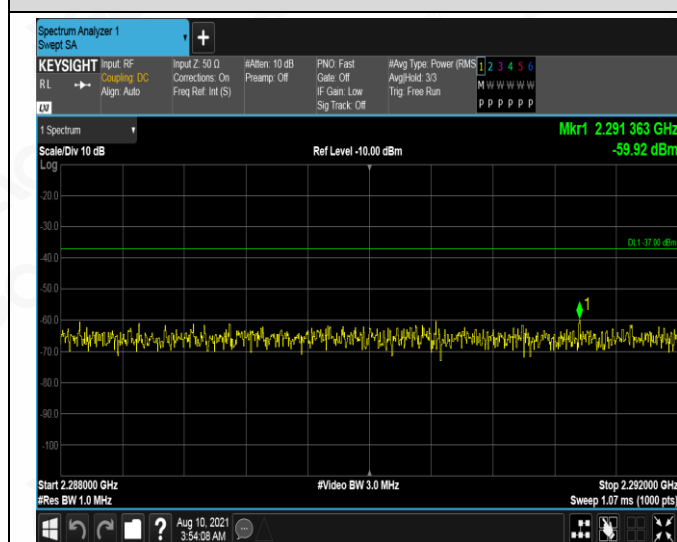 Spectrum Analyzer 1
Swept SA
+
KEYSIGHT
RL
Input: RF
Coupling: DC
Align: Auto
Input Z: 50 Ω
Corrections: On
Freq Ref: Int (S)
#Atten: 10 dB
Preamp: Off
PNO: Fast
Gate: Off
IF Gain: Low
Sig Track: Off
#Avg Type: Power (RMS
Avg|Hold: 3/3
Trig: Free Run
1 2 3 4 5 6
M W W W W W
P P P P P P
LXI
1 Spectrum
Mkr1 2.291 363 GHz
Scale/Div 10 dB
Ref Level -10.00 dBm
-59.92 dBm
Log
-20.0
-30.0
DL1 -37.00 dBm
-40.0
-50.0
1
-60.0
-70.0
-80.0
-90.0
-100
Start 2.288000 GHz
#Video BW 3.0 MHz
Stop 2.292000 GHz
#Res BW 1.0 MHz
Sweep 1.07 ms (1000 pts)
?
Aug 10, 2021
3:54:08 AM